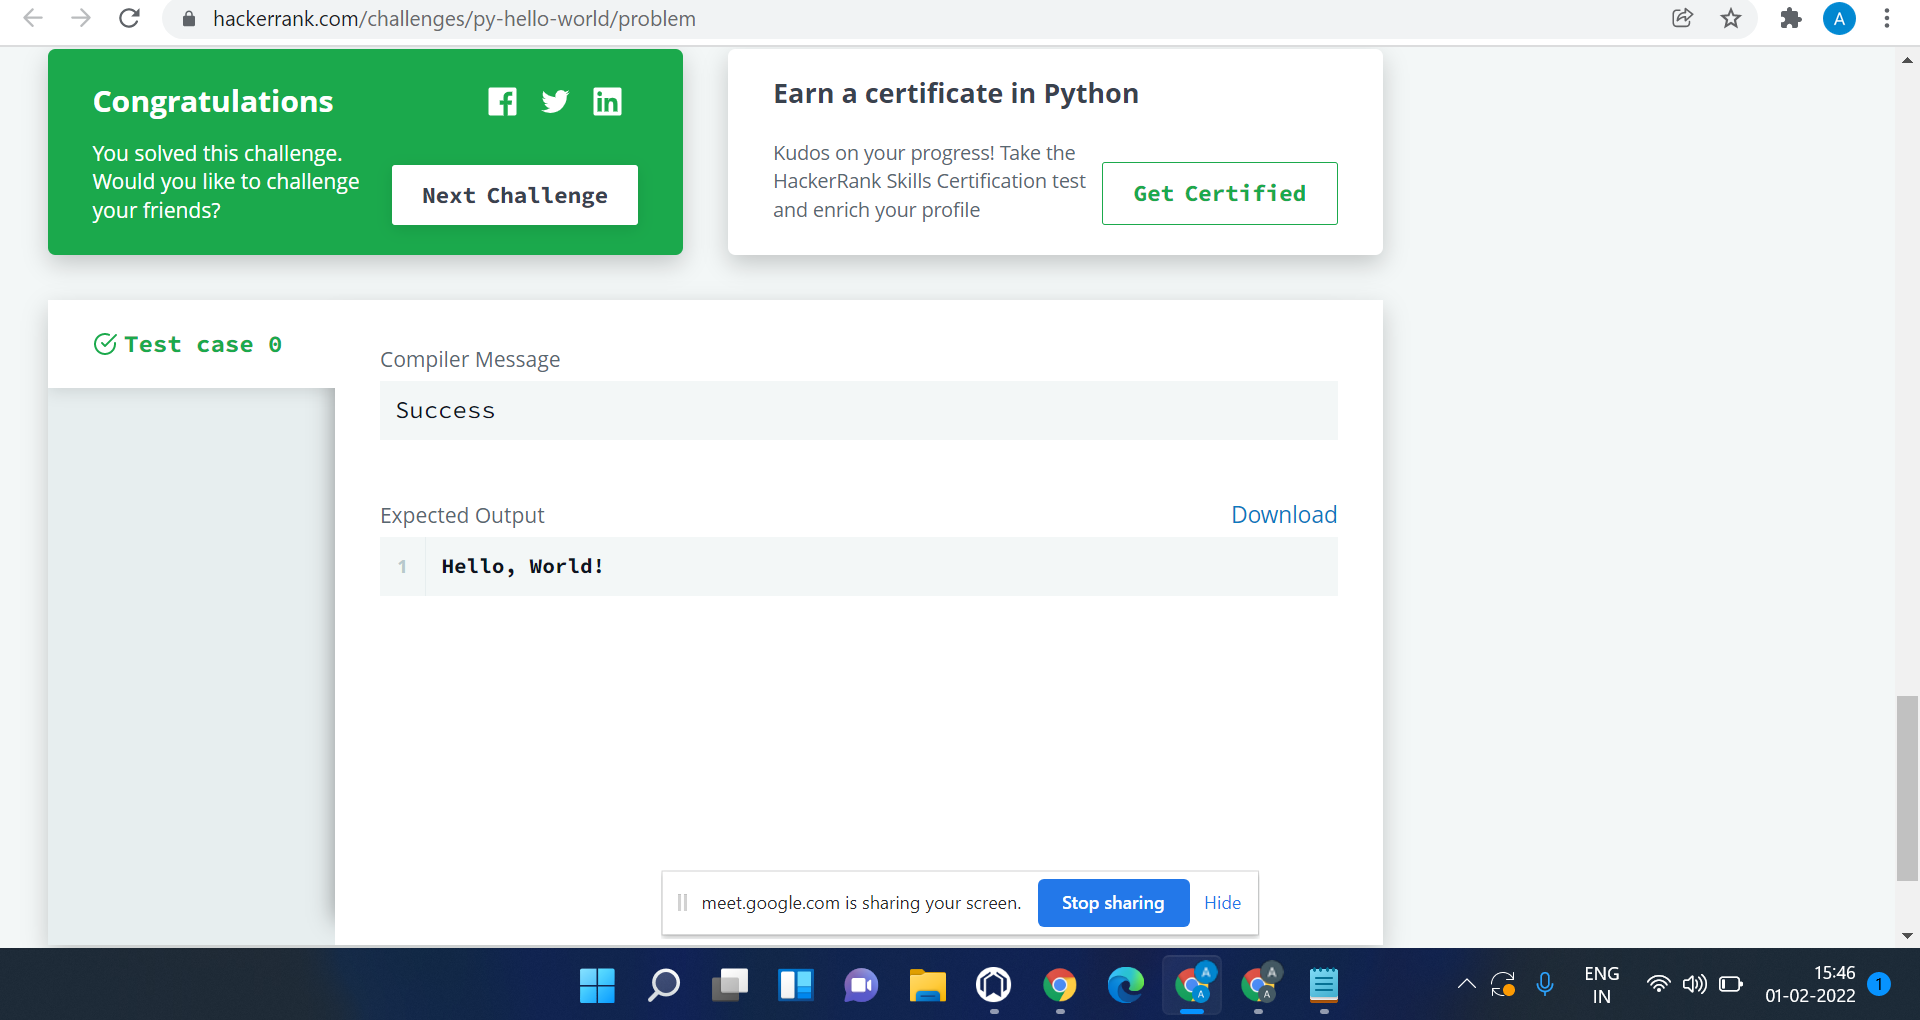 hackerrank.com/challenges/py-hello-world/problem
A
Congratulations
You solved this challenge.
Would you like to challenge
your friends?
Next Challenge
Earn a certificate in Python
Kudos on your progress! Take the
HackerRank Skills Certification test
and enrich your profile
Get Certified
Test case 0
Compiler Message
Success
Expected Output
Download
1
Hello, World!
meet.google.com is sharing your screen.
Stop sharing
Hide
A
A
A
A
ENG
IN
15:46
01-02-2022
1